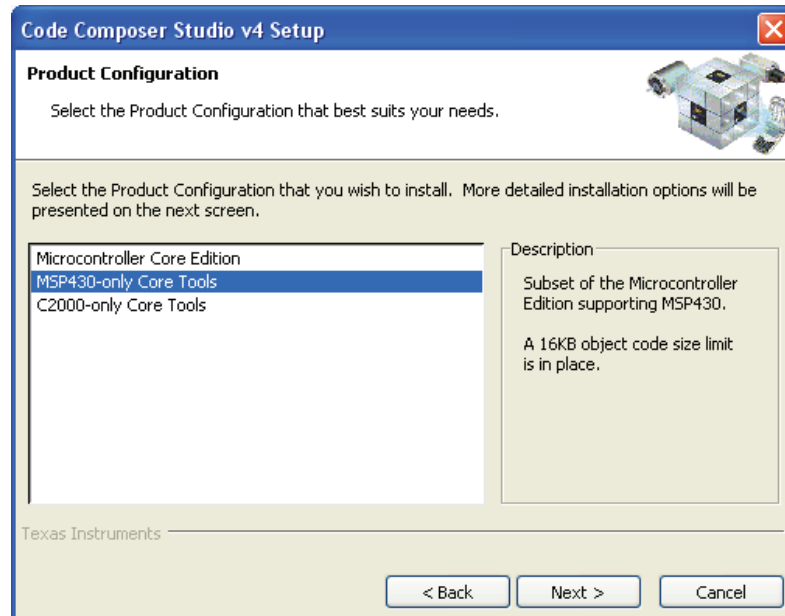 Code Composer Studio v4 Setup
Product Configuration
Select the Product Configuration that best suits your needs.
Select the Product Configuration that you wish to install.  More detailed installation options will be
presented on the next screen.
Microcontroller Core Edition
MSP430-only Core Tools
C2000-only Core Tools
Description
Subset of the Microcontroller
Edition supporting MSP430.
A 16KB object code size limit
is in place.
Texas Instruments
< Back
Next >
Cancel